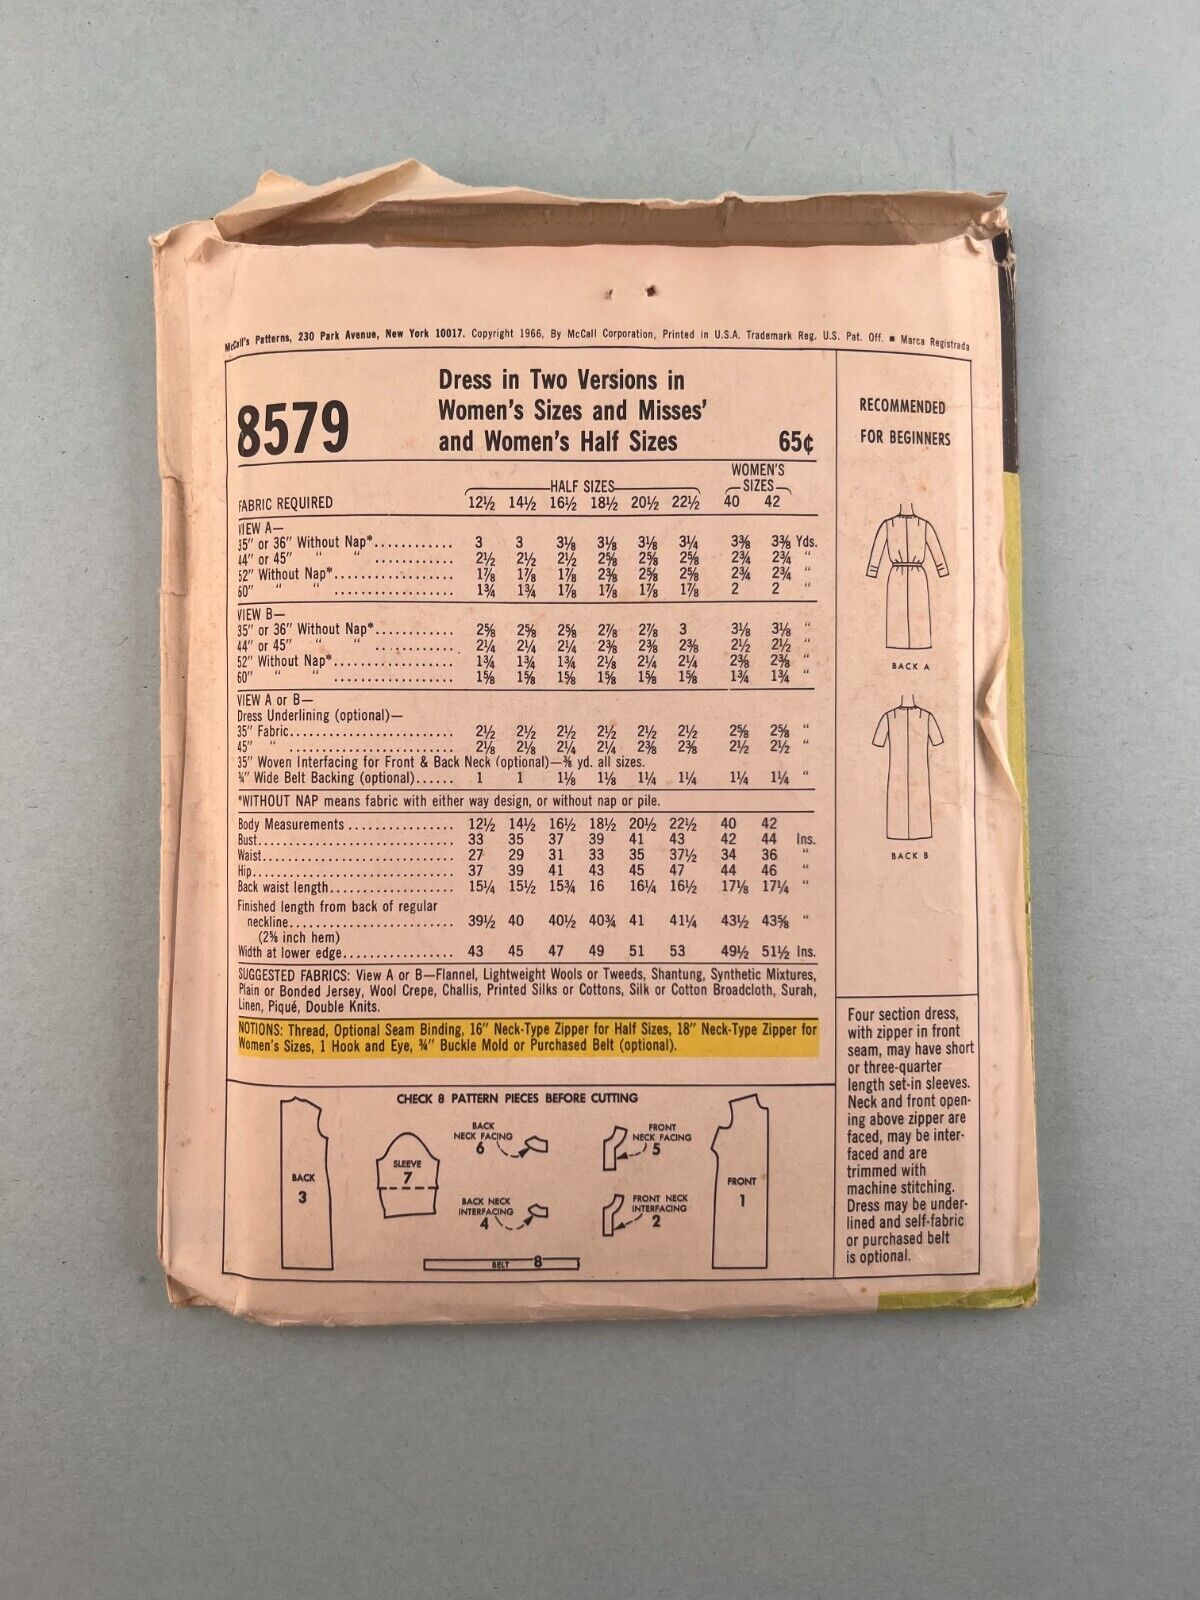 McCall's Patterns, 230 Park Avenue, New York 10017. Copyright 1966, By McCall Corporation, Printed in U.S.A. Trademark Reg. U.S. Pat. Off. ■ Marca Registrada
8579
Dress in Two Versions in
Women's Sizes and Misses'
and Women's Half Sizes 65¢
HALF SIZES WOMEN'S SIZES
FABRIC REQUIRED 12½ 14½ 16½ 18½ 20½ 22½ 40 42
VIEW A—
35" or 36" Without Nap*............ 3 3 3⅛ 3⅛ 3⅛ 3¼ 3⅜ 3⅜ Yds.
44" or 45" " " ............ 2½ 2½ 2½ 2⅝ 2⅝ 2⅝ 2¾ 2¾ "
52" Without Nap*.................. 1⅞ 1⅞ 1⅞ 2⅜ 2⅝ 2⅝ 2¾ 2¾ "
60" " " .................. 1¾ 1¾ 1⅞ 1⅞ 1⅞ 1⅞ 2 2 "
VIEW B—
35" or 36" Without Nap*............ 2⅝ 2⅝ 2⅝ 2⅞ 2⅞ 3 3⅛ 3⅛ "
44" or 45" " " ............ 2¼ 2¼ 2¼ 2⅜ 2⅜ 2⅜ 2½ 2½ "
52" Without Nap*.................. 1¾ 1¾ 1¾ 2⅛ 2¼ 2¼ 2⅜ 2⅜ "
60" " " .................. 1⅝ 1⅝ 1⅝ 1⅝ 1⅝ 1⅝ 1¾ 1¾ "
VIEW A or B—
Dress Underlining (optional)—
35" Fabric......................... 2½ 2½ 2½ 2½ 2½ 2½ 2⅝ 2⅝ "
45" " ......................... 2⅛ 2⅛ 2¼ 2¼ 2⅜ 2⅜ 2½ 2½ "
35" Woven Interfacing for Front & Back Neck (optional)—⅜ yd. all sizes.
¾" Wide Belt Backing (optional)...... 1 1 1⅛ 1⅛ 1¼ 1¼ 1¼ 1¼ "
*WITHOUT NAP means fabric with either way design, or without nap or pile.
Body Measurements................ 12½ 14½ 16½ 18½ 20½ 22½ 40 42
Bust.............................. 33 35 37 39 41 43 42 44 Ins.
Waist............................. 27 29 31 33 35 37½ 34 36 "
Hip............................... 37 39 41 43 45 47 44 46 "
Back waist length................... 15¼ 15½ 15¾ 16 16¼ 16½ 17⅛ 17¼ "
Finished length from back of regular
neckline......................... 39½ 40 40½ 40¾ 41 41¼ 43½ 43⅝ "
(2⅝ inch hem)
Width at lower edge................. 43 45 47 49 51 53 49½ 51½ Ins.
SUGGESTED FABRICS: View A or B—Flannel, Lightweight Wools or Tweeds, Shantung, Synthetic Mixtures,
Plain or Bonded Jersey, Wool Crepe, Challis, Printed Silks or Cottons, Silk or Cotton Broadcloth, Surah,
Linen, Piqué, Double Knits.
NOTIONS: Thread, Optional Seam Binding, 16" Neck-Type Zipper for Half Sizes, 18" Neck-Type Zipper for
Women's Sizes, 1 Hook and Eye, ¾" Buckle Mold or Purchased Belt (optional).
RECOMMENDED
FOR BEGINNERS
BACK A
BACK B
Four section dress,
with zipper in front
seam, may have short
or three-quarter
length set-in sleeves.
Neck and front open-
ing above zipper are
faced, may be inter-
faced and are
trimmed with
machine stitching.
Dress may be under-
lined and self-fabric
or purchased belt
is optional.
CHECK 8 PATTERN PIECES BEFORE CUTTING
BACK
3
SLEEVE
7
BACK
NECK FACING
6
BACK NECK
INTERFACING
4
FRONT
NECK FACING
5
FRONT NECK
INTERFACING
2
FRONT
1
BELT 8